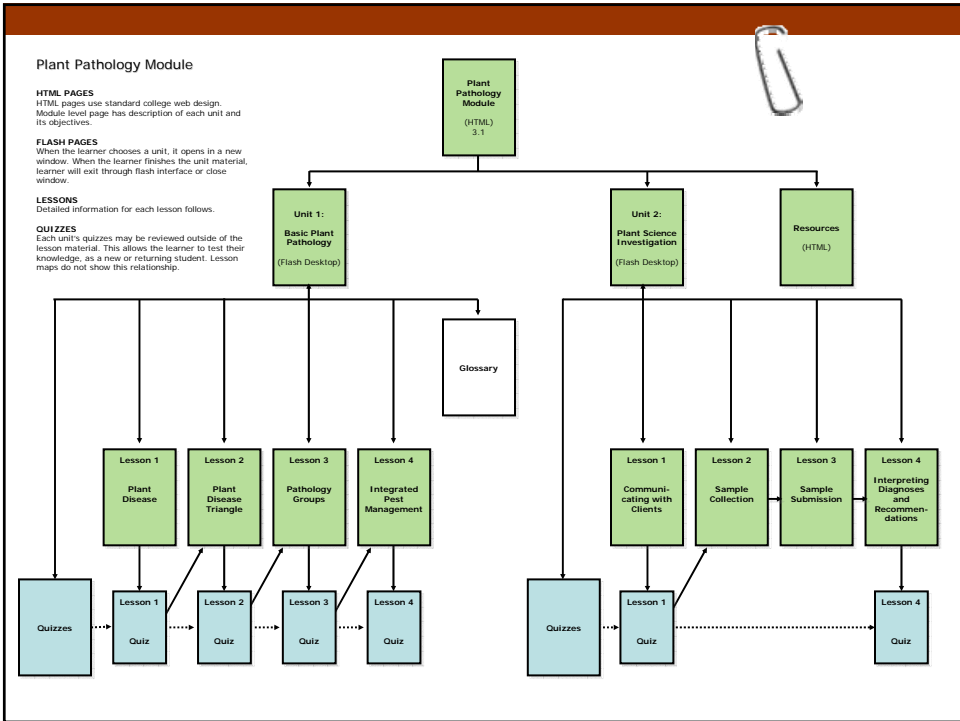 Plant Pathology Module
HTML PAGES
HTML pages use standard college web design.
Module level page has description of each unit and
its objectives.
FLASH PAGES
When the learner chooses a unit, it opens in a new
window. When the learner finishes the unit material,
learner will exit through flash interface or close
window.
LESSONS
Detailed information for each lesson follows.
QUIZZES
Each unit's quizzes may be reviewed outside of the
lesson material. This allows the learner to test their
knowledge, as a new or returning student. Lesson
maps do not show this relationship.
Plant
Pathology
Module
(HTML)
3.1
Unit 1:
Basic Plant
Pathology
(Flash Desktop)
Unit 2:
Plant Science
Investigation
(Flash Desktop)
Resources
(HTML)
Glossary
Lesson 1
Plant
Disease
Lesson 2
Plant
Disease
Triangle
Lesson 3
Pathology
Groups
Lesson 4
Integrated
Pest
Management
Lesson 1
Communi-
cating with
Clients
Lesson 2
Sample
Collection
Lesson 3
Sample
Submission
Lesson 4
Interpreting
Diagnoses
and
Recommen-
dations
Quizzes
Lesson 1
Quiz
Lesson 2
Quiz
Lesson 3
Quiz
Lesson 4
Quiz
Quizzes
Lesson 1
Quiz
Lesson 4
Quiz